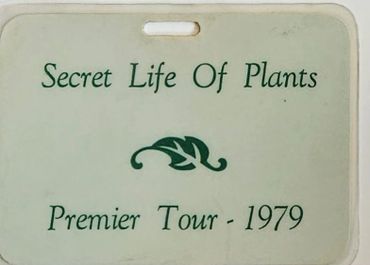 Secret Life Of Plants
Premier Tour - 1979